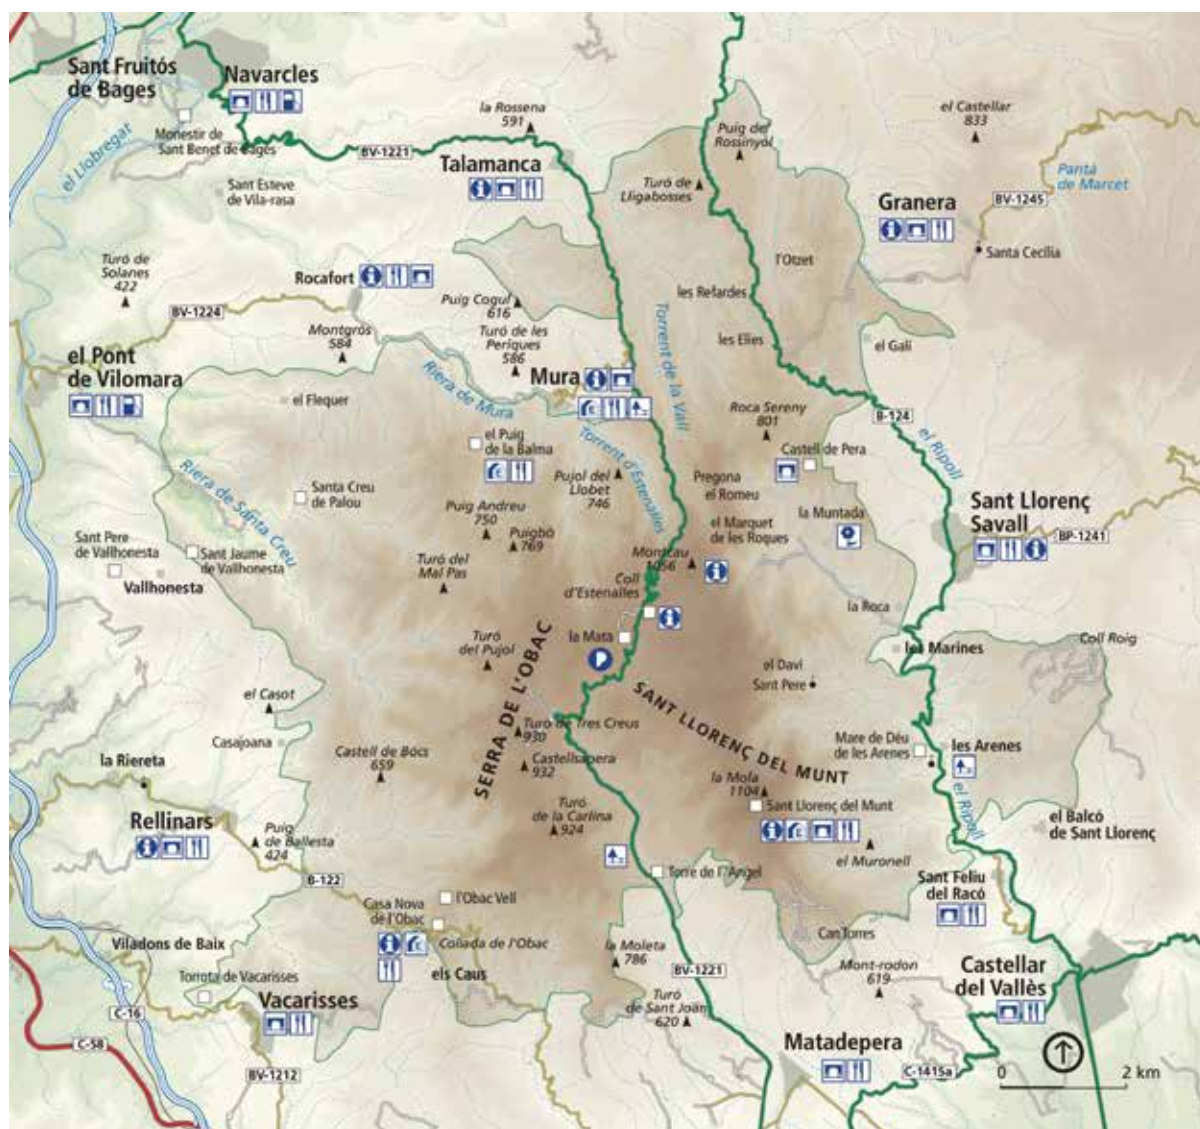 Sant Fruitós
de Bages
Navarcles
el Llobregat
Monestir de
Sant Benet de Bages
BV-1221
la Rossena
591
Talamanca
Sant Esteve
de Vila-rasa
Puig del
Rossinyol
Turó de
Lligabosses
el Castellar
833
Pantà
de Marcet
BV-1245
Granera
Santa Cecília
l'Otzet
Turó de
Solanes
422
Rocafort
BV-1224
Montgròs
584
Puig Cogul
616
Turó de les
Períques
586
les Refardes
les Elies
el Galí
Torrent de la Vall
el Pont
de Vilomara
el Flequer
Riera de Mura
Mura
B-124
Roca Sereny
801
Castell de Pera
el Ripoll
el Puig
de la Balma
Torrent d'Estenalles
Pujol del
Llobet
746
Pregona
el Romeu
Riera de Santa Creu
Santa Creu
de Palou
Puig Andreu
750
Puigbò
769
el Marquet
de les Roques
la Muntada
Sant Llorenç
Savall
BP-1241
Sant Pere
de Vallhonesta
Sant Jaume
de Vallhonesta
Vallhonesta
Turó del
Mal Pas
Montcau
1056
Coll
d'Estenalles
la Roca
la Mata
P
les Marines
Coll Roig
Turó
del Pujol
SERRA DE L'OBAC
el Daví
Sant Pere
SANT LLORENÇ DEL MUNT
el Casot
Casajoana
Turó de Tres Creus
930
Castellsapera
932
Mare de Déu
de les Arenes
les Arenes
la Riereta
Castell de Bocs
659
la Mola
1104
Sant Llorenç del Munt
el Ripoll
el Balcó
de Sant Llorenç
Rellinars
Puig
de Ballesta
424
Turó
de la Carlina
924
el Muronell
B-122
Torre de l'Àngel
Sant Feliu
del Racó
l'Obac Vell
Casa Nova
de l'Obac
Collada de l'Obac
Can Torres
Viladons de Baix
els Caus
la Moleta
786
BV-1221
Mont-rodon
619
Castellar
del Vallès
Torrota de Vacarisses
Vacarisses
C-16
Turó
de Sant Joan
620
C-58
Matadepera
C-1415a
BV-1212
0 2 km